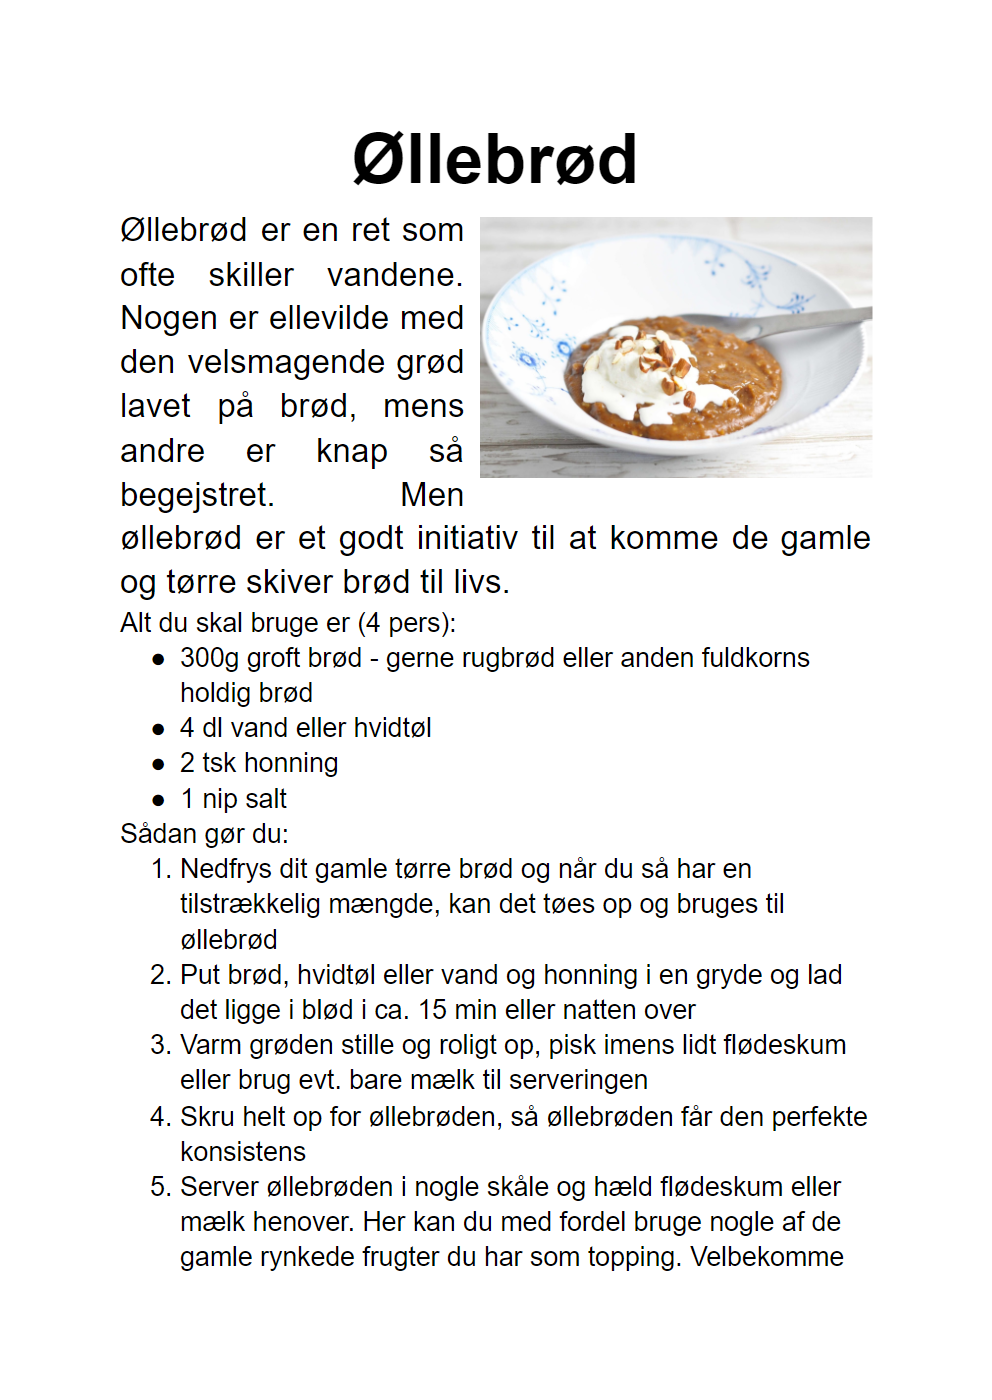 Øllebrød
Øllebrød er en ret som
ofte skiller vandene.
Nogen er ellevilde med
den velsmagende grød
lavet på brød, mens
andre er knap så
begejstret. Men
øllebrød er et godt initiativ til at komme de gamle
og tørre skiver brød til livs.
Alt du skal bruge er (4 pers):
● 300g groft brød - gerne rugbrød eller anden fuldkorns
holdig brød
● 4 dl vand eller hvidtøl
● 2 tsk honning
● 1 nip salt
Sådan gør du:
1. Nedfrys dit gamle tørre brød og når du så har en
tilstrækkelig mængde, kan det tøes op og bruges til
øllebrød
2. Put brød, hvidtøl eller vand og honning i en gryde og lad
det ligge i blød i ca. 15 min eller natten over
3. Varm grøden stille og roligt op, pisk imens lidt flødeskum
eller brug evt. bare mælk til serveringen
4. Skru helt op for øllebrøden, så øllebrøden får den perfekte
konsistens
5. Server øllebrøden i nogle skåle og hæld flødeskum eller
mælk henover. Her kan du med fordel bruge nogle af de
gamle rynkede frugter du har som topping. Velbekomme